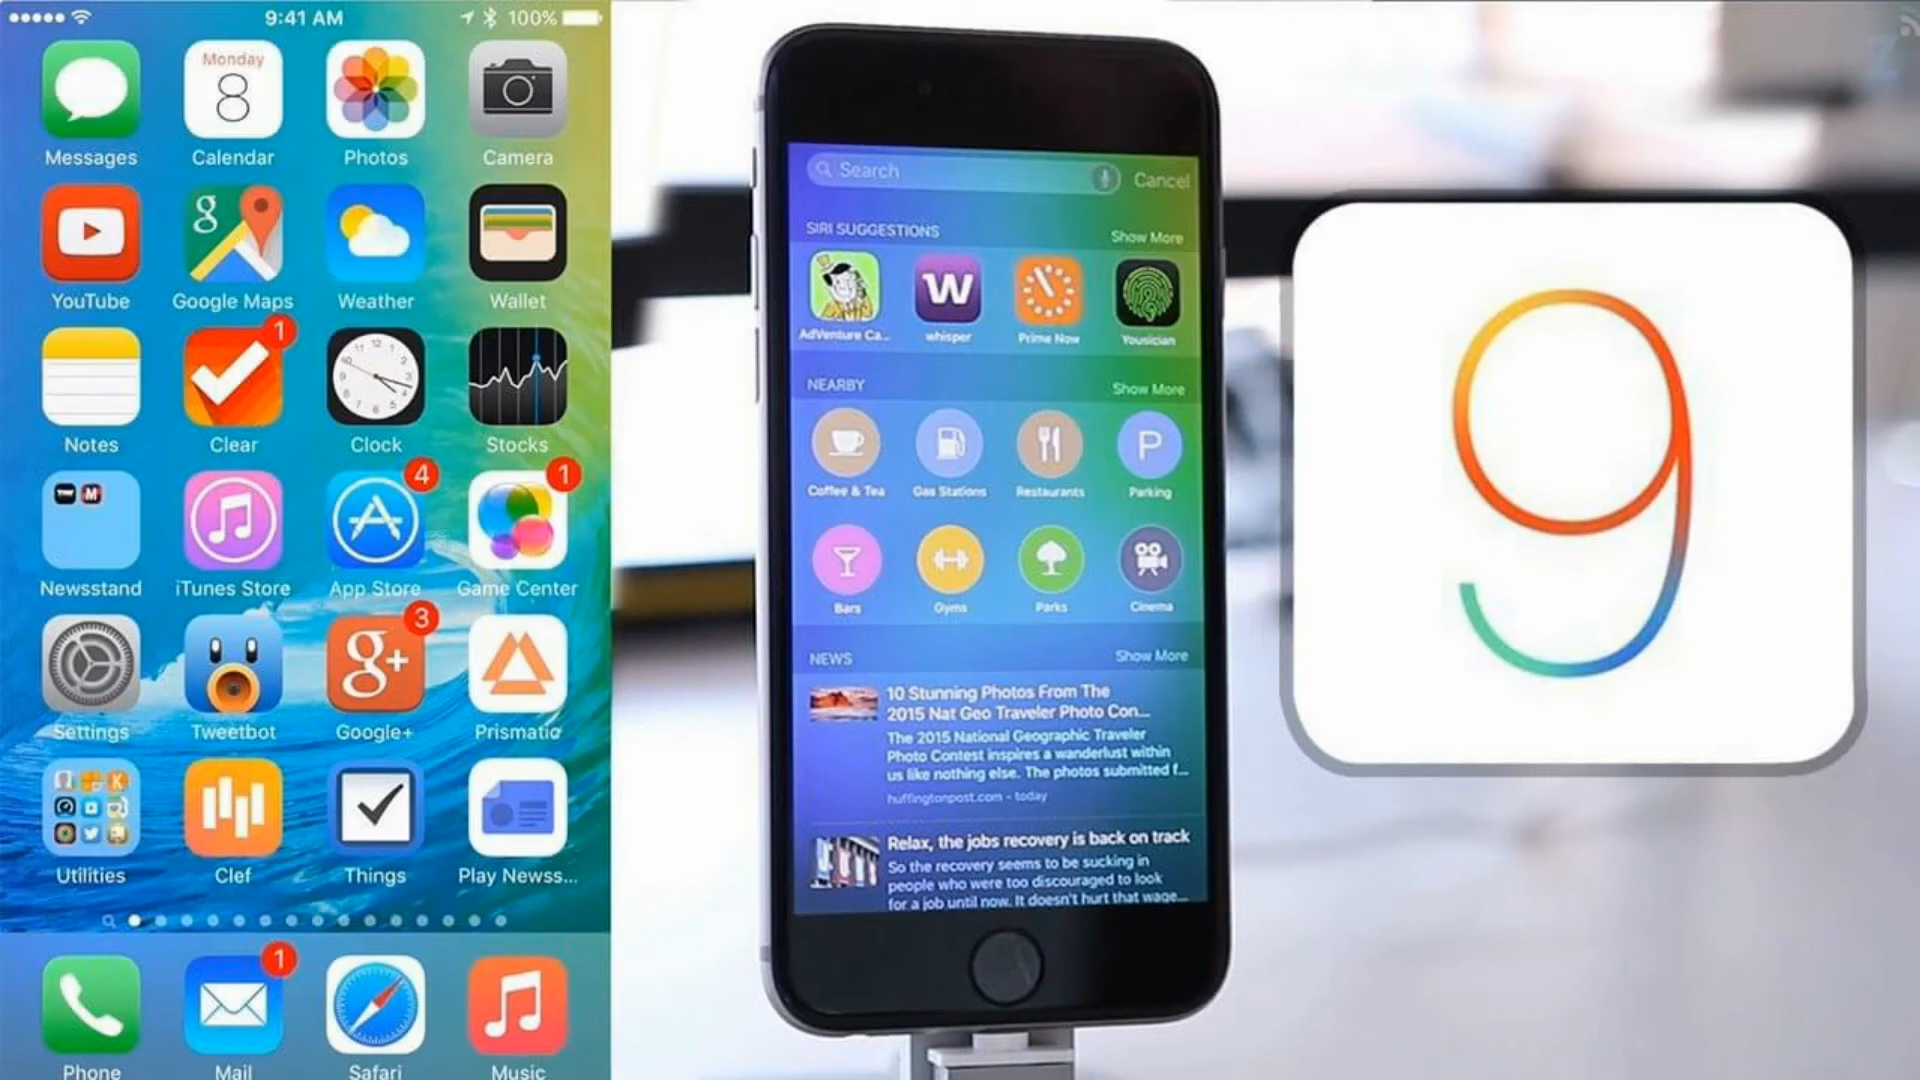 9:41 AM
100%
Monday
8
Messages
Calendar
Photos
Camera
g
YouTube
Google Maps
Weather
Wallet
1
Notes
Clear
Clock
Stocks
4
1
Newsstand
iTunes Store
App Store
Game Center
3
g+
Settings
Tweetbot
Google+
Prismatic
Utilities
Clef
Things
Play Newss...
1
Phone
Mail
Safari
Music
Search
Cancel
SIRI SUGGESTIONS
Show More
W
AdVenture Ca...
whisper
Prime Now
Yousician
NEARBY
Show More
P
Coffee & Tea
Gas Stations
Restaurants
Parking
Bars
Gyms
Parks
Cinema
NEWS
Show More
10 Stunning Photos From The
2015 Nat Geo Traveler Photo Con...
The 2015 National Geographic Traveler
Photo Contest inspires a wanderlust within
us like nothing else. The photos submitted f...
huffingtonpost.com - today
Relax, the jobs recovery is back on track
So the recovery seems to be sucking in
people who were too discouraged to look
for a job until now. It doesn't hurt that wage...
9